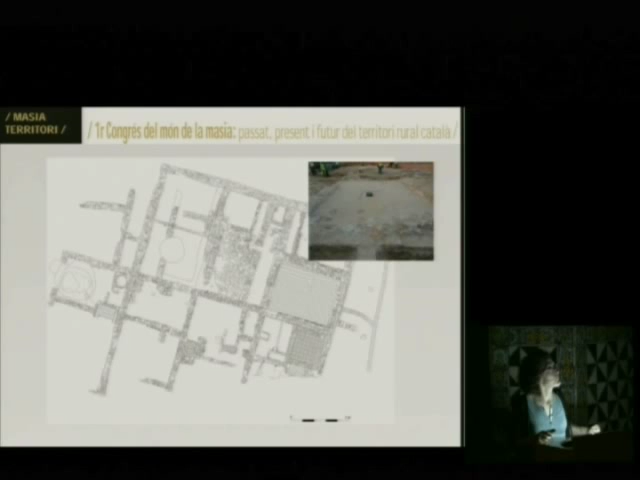 / MASIA
TERRITORI /
/ 1r Congrés del món de la masia: passat, present i futur del territori rural català /